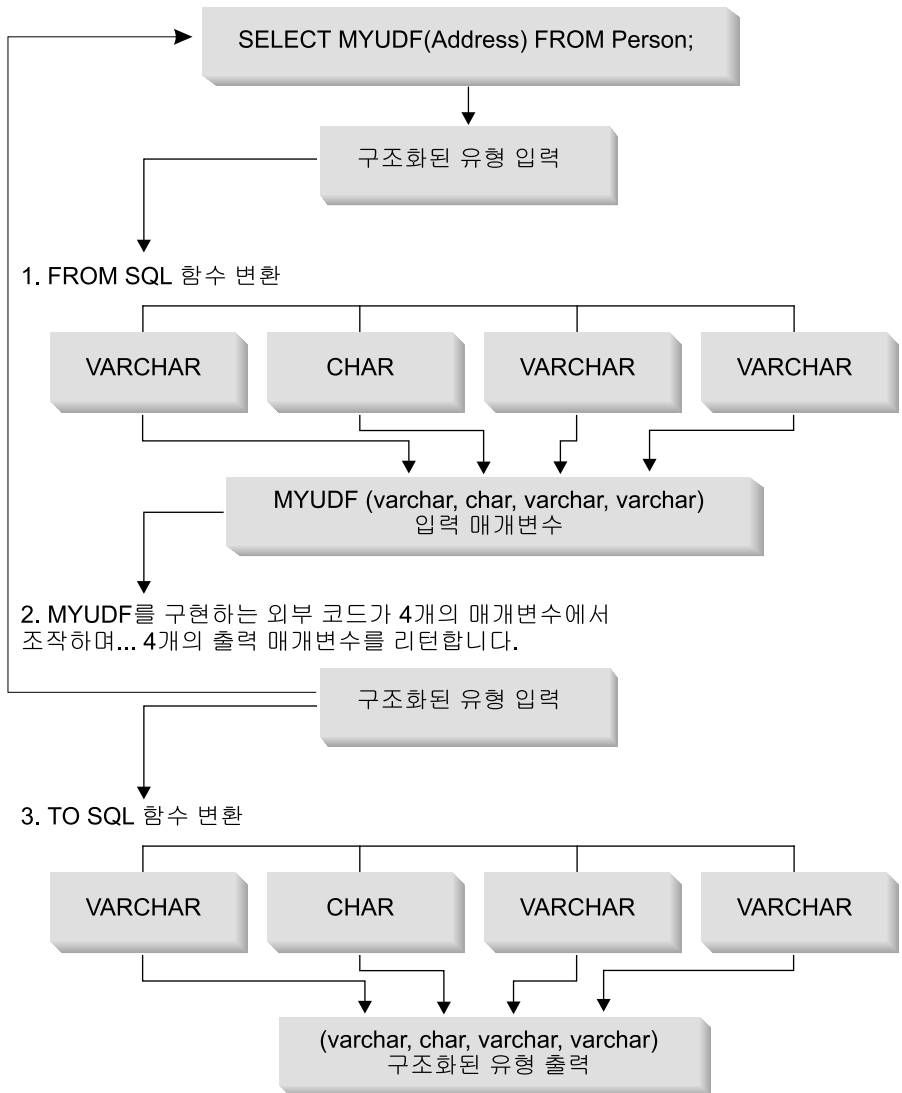 SELECT MYUDF(Address) FROM Person;
구조화된 유형 입력
1. FROM SQL 함수 변환
VARCHAR CHAR VARCHAR VARCHAR
MYUDF (varchar, char, varchar, varchar)
입력 매개변수
2. MYUDF를 구현하는 외부 코드가 4개의 매개변수에서
조작하며... 4개의 출력 매개변수를 리턴합니다.
구조화된 유형 입력
3. TO SQL 함수 변환
VARCHAR CHAR VARCHAR VARCHAR
(varchar, char, varchar, varchar)
구조화된 유형 출력